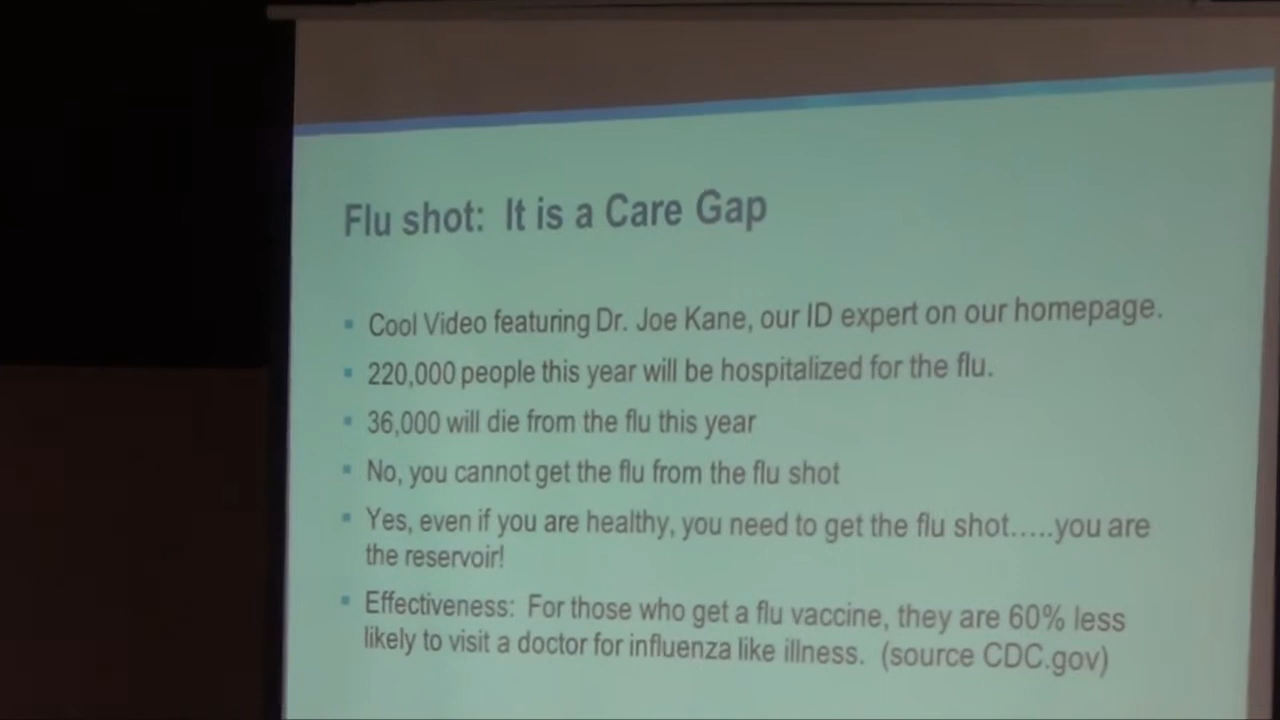 Flu shot: It is a Care Gap
▪ Cool Video featuring Dr. Joe Kane, our ID expert on our homepage.
▪ 220,000 people this year will be hospitalized for the flu.
▪ 36,000 will die from the flu this year
▪ No, you cannot get the flu from the flu shot
▪ Yes, even if you are healthy, you need to get the flu shot.....you are
the reservoir!
▪ Effectiveness: For those who get a flu vaccine, they are 60% less
likely to visit a doctor for influenza like illness. (source CDC.gov)